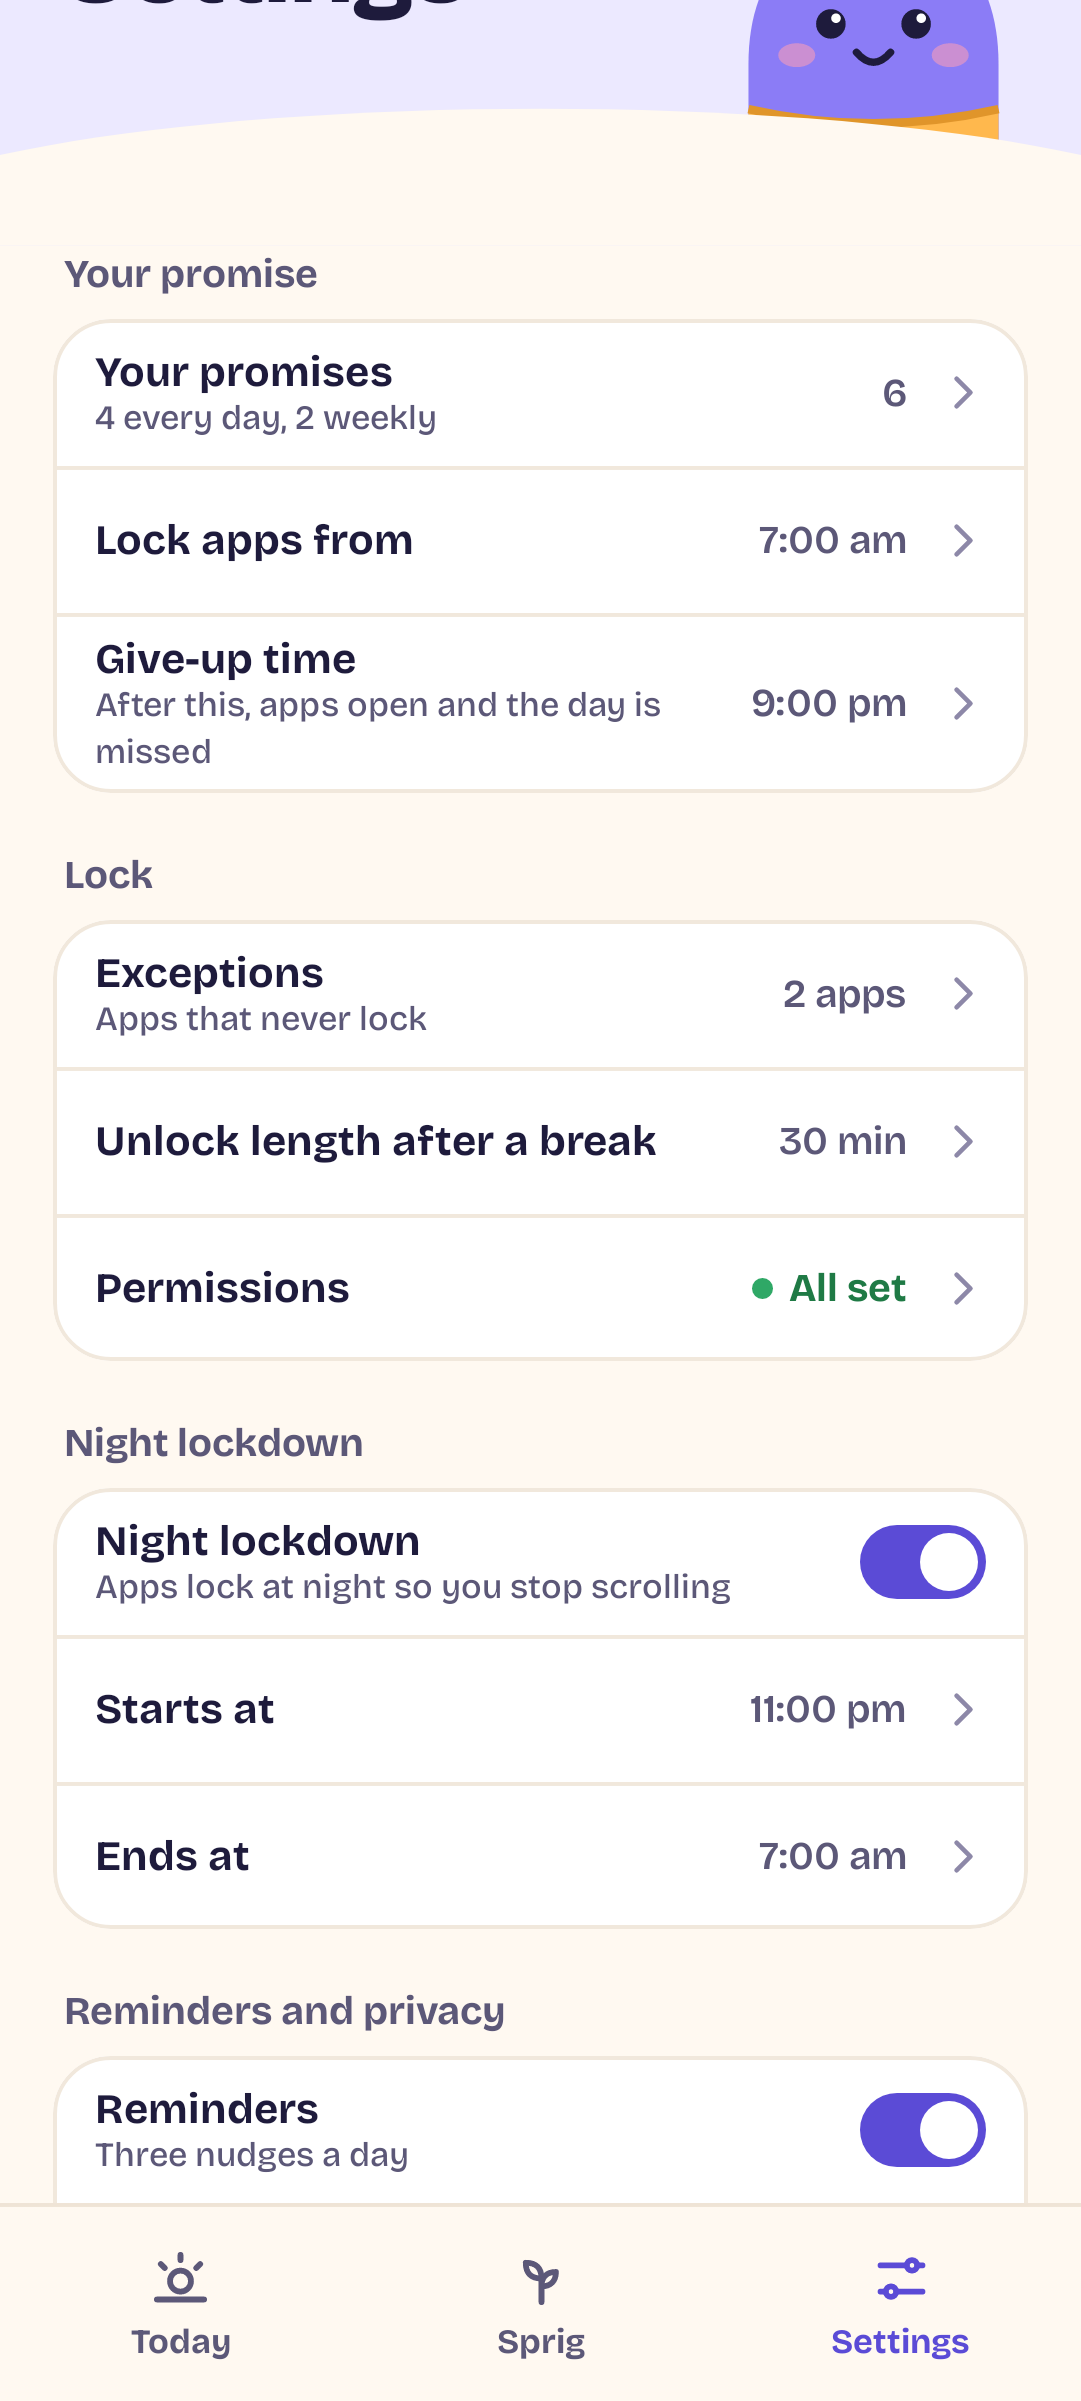 Settings
Your promise
Your promises
4 every day, 2 weekly
6
Lock apps from
7:00 am
Give-up time
After this, apps open and the day is
missed
9:00 pm
Lock
Exceptions
Apps that never lock
2 apps
Unlock length after a break
30 min
Permissions
All set
Night lockdown
Night lockdown
Apps lock at night so you stop scrolling
Starts at
11:00 pm
Ends at
7:00 am
Reminders and privacy
Reminders
Three nudges a day
Today
Sprig
Settings